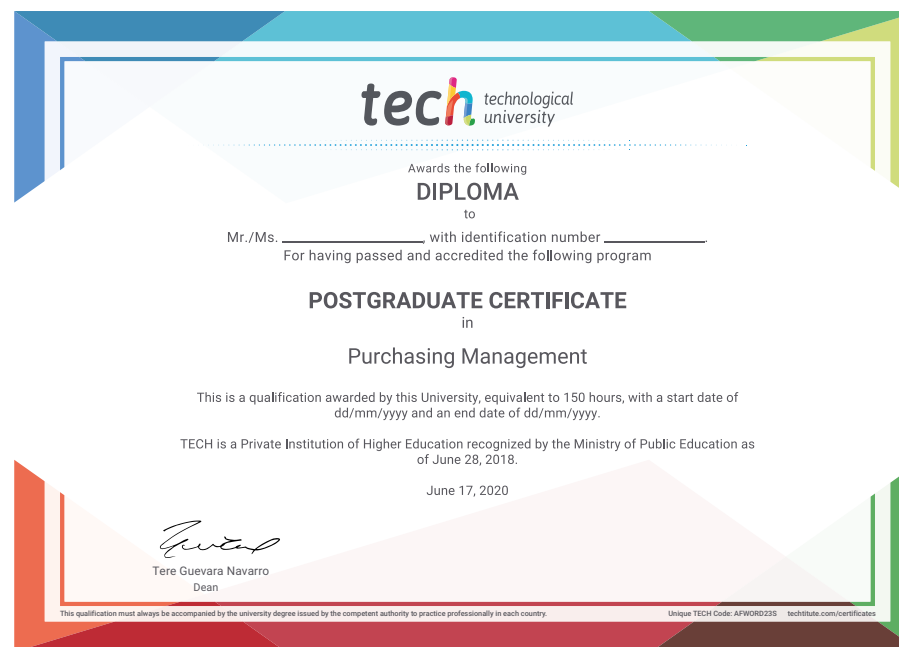 tech technological
university
Awards the following
DIPLOMA
to
Mr./Ms. ____________________, with identification number ______________.
For having passed and accredited the following program
POSTGRADUATE CERTIFICATE
in
Purchasing Management
This is a qualification awarded by this University, equivalent to 150 hours, with a start date of
dd/mm/yyyy and an end date of dd/mm/yyyy.
TECH is a Private Institution of Higher Education recognized by the Ministry of Public Education as
of June 28, 2018.
June 17, 2020
Tere Guevara Navarro
Dean
This qualification must always be accompanied by the university degree issued by the competent authority to practice professionally in each country. Unique TECH Code: AFWORD23S techtitute.com/certificates